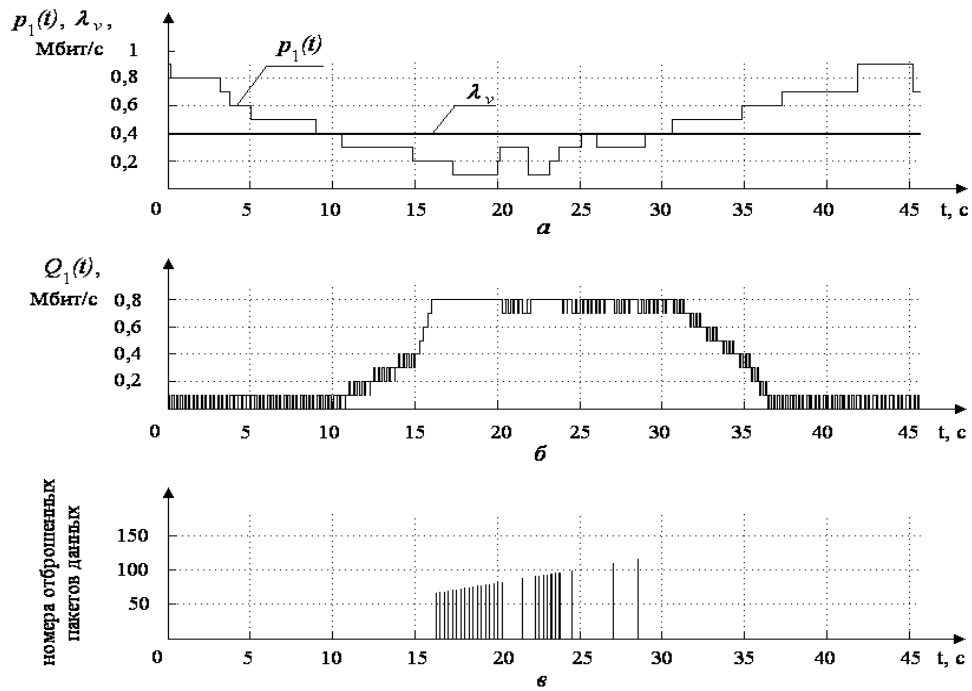 p₁(t), λᵥ,
Мбит/с
p₁(t)
λᵥ
1
0,8
0,6
0,4
0,2
0 5 10 15 20 25 30 35 40 45 t, с
а
Q₁(t),
Мбит/с
0,8
0,6
0,4
0,2
0 5 10 15 20 25 30 35 40 45 t, с
б
номера отброшенных
пакетов данных
150
100
50
0 5 10 15 20 25 30 35 40 45 t, с
в